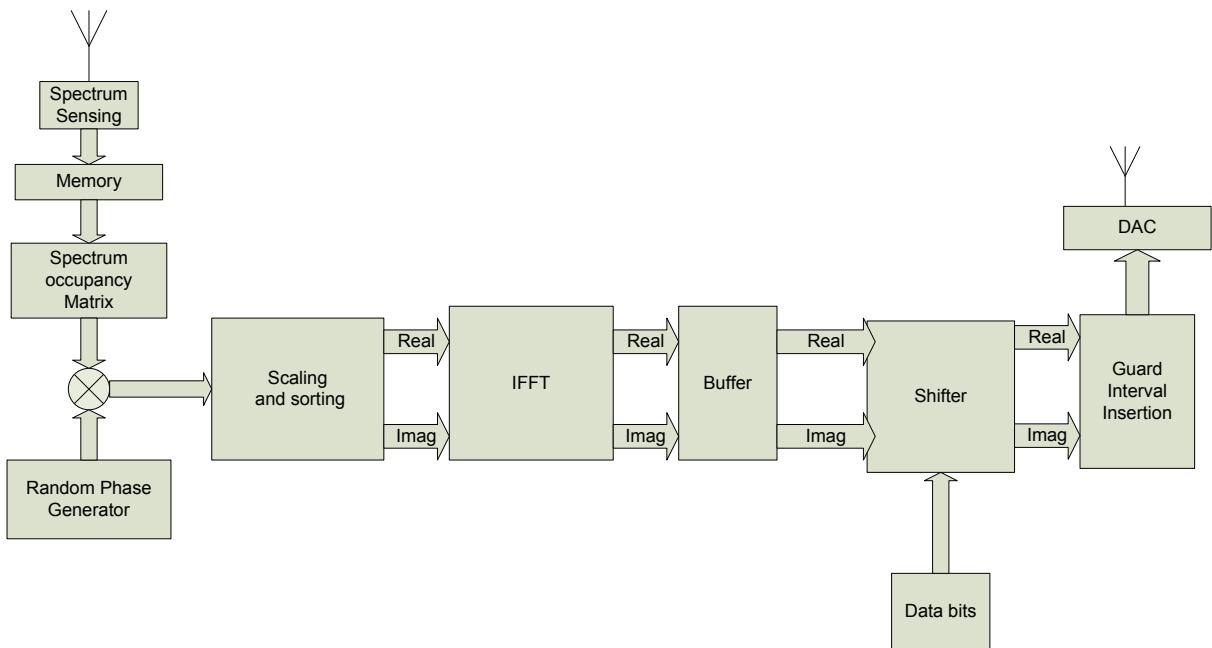 Spectrum
Sensing
Memory
Spectrum
occupancy
Matrix
Random Phase
Generator
Scaling
and sorting
Real
Imag
IFFT
Real
Imag
Buffer
Real
Imag
Shifter
Data bits
Real
Imag
Guard
Interval
Insertion
DAC